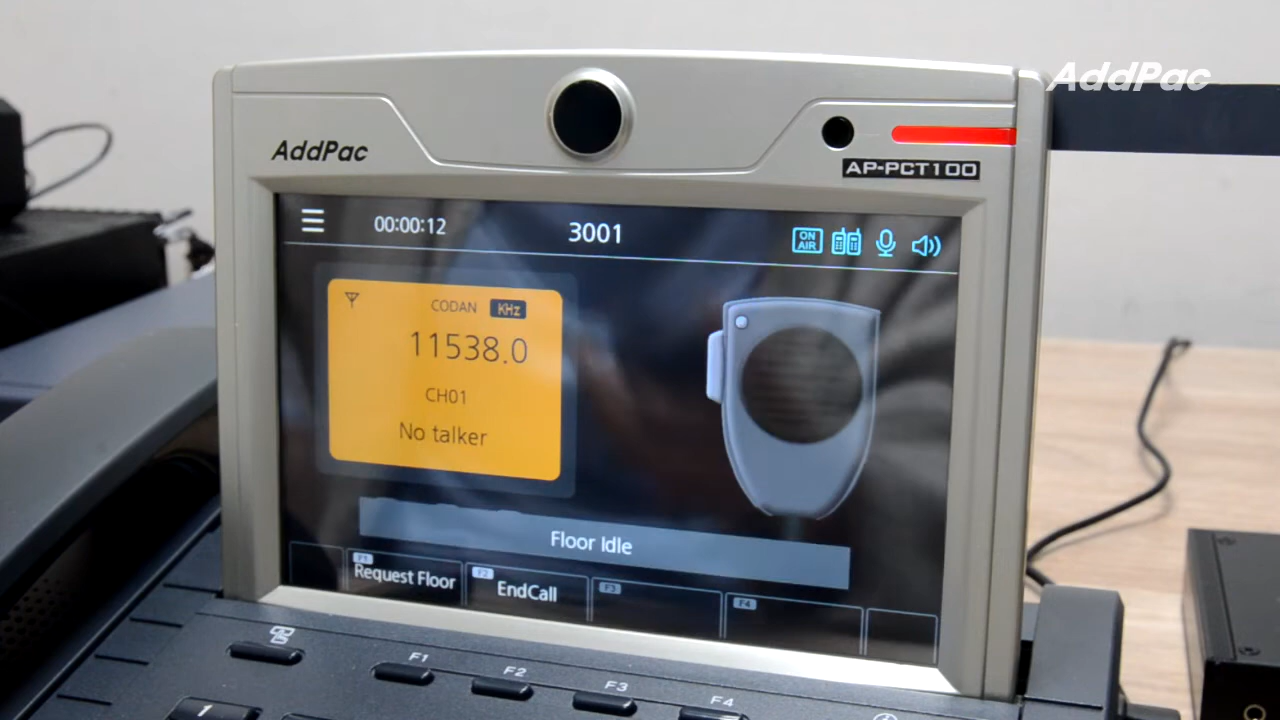 AddPac
AddPac
AP-PCT100
00:00:12
3001
ON
AIR
CODAN KHz
11538.0
CH01
No talker
Floor Idle
F1
Request Floor
F2
EndCall
F3
F4
F1
F2
F3
F4
1